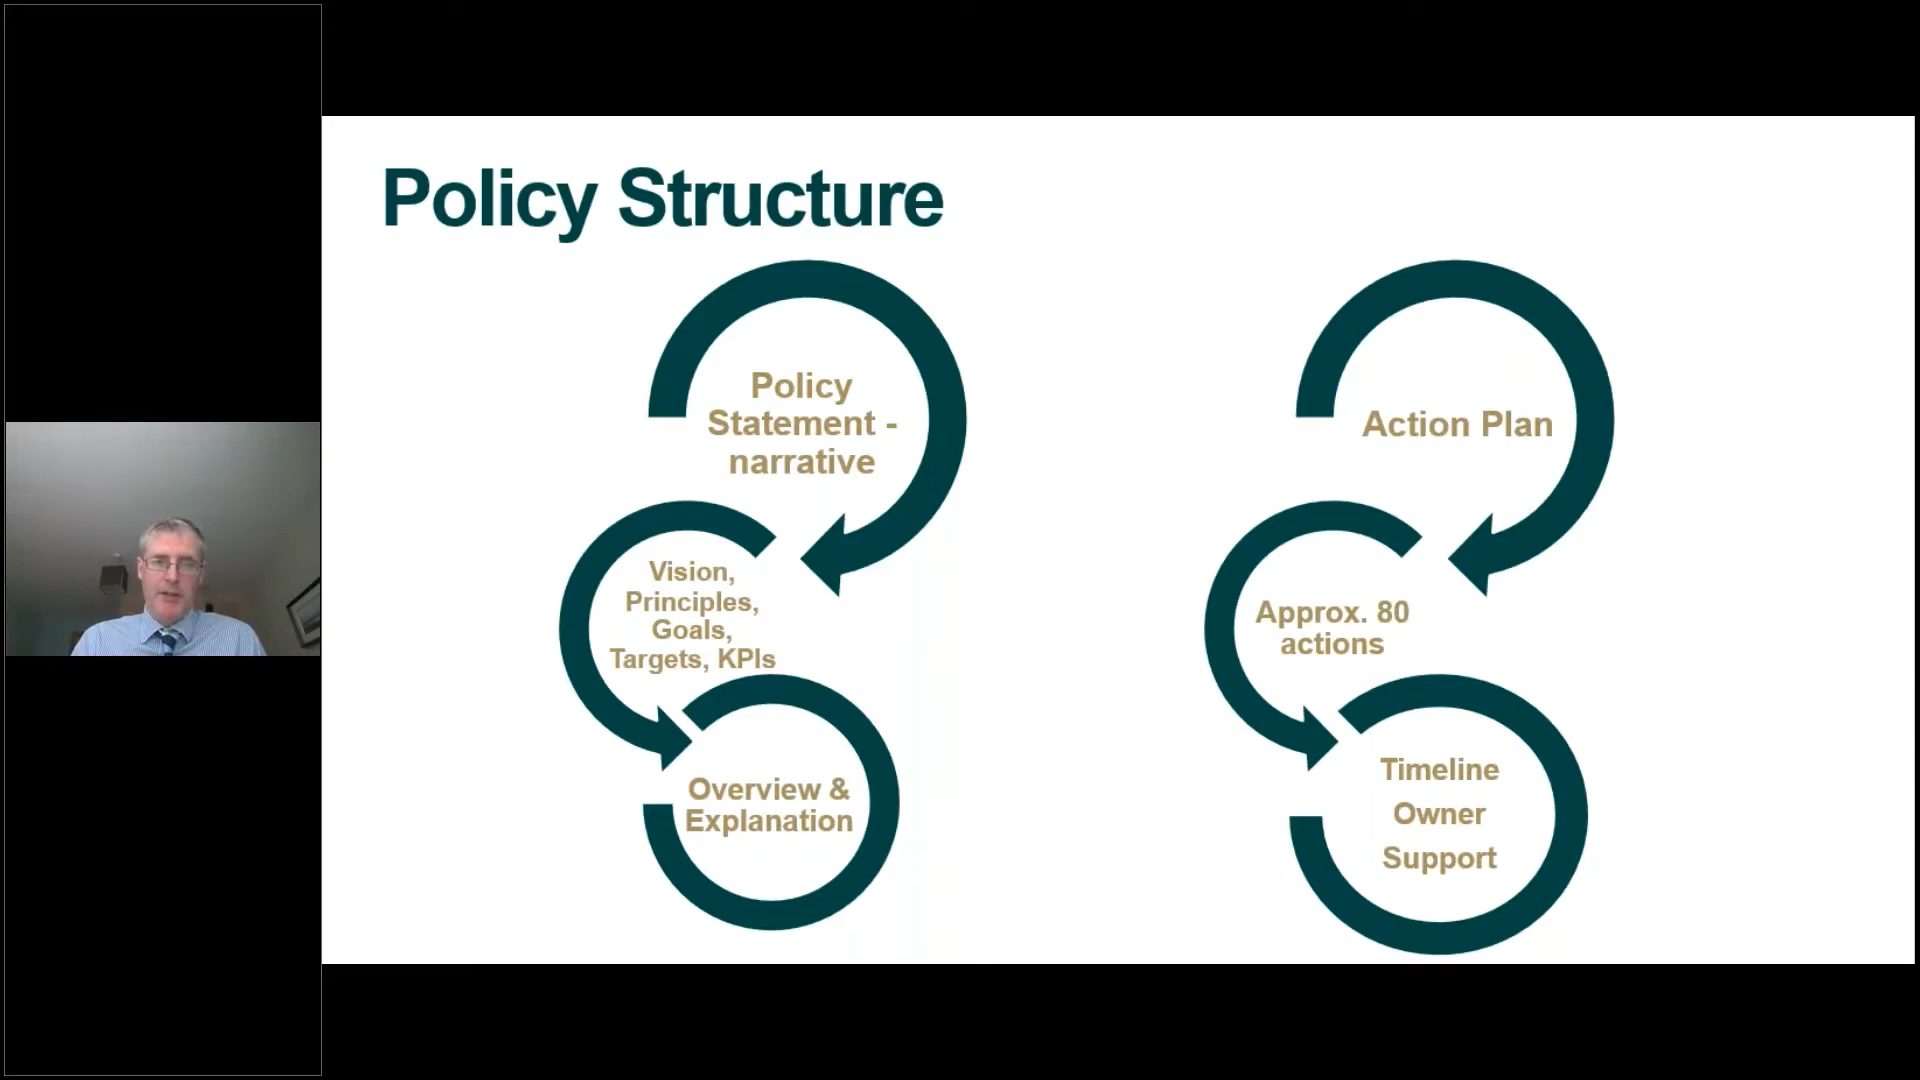 Policy Structure
Policy
Statement -
narrative
Vision,
Principles,
Goals,
Targets, KPIs
Overview &
Explanation
Action Plan
Approx. 80
actions
Timeline
Owner
Support